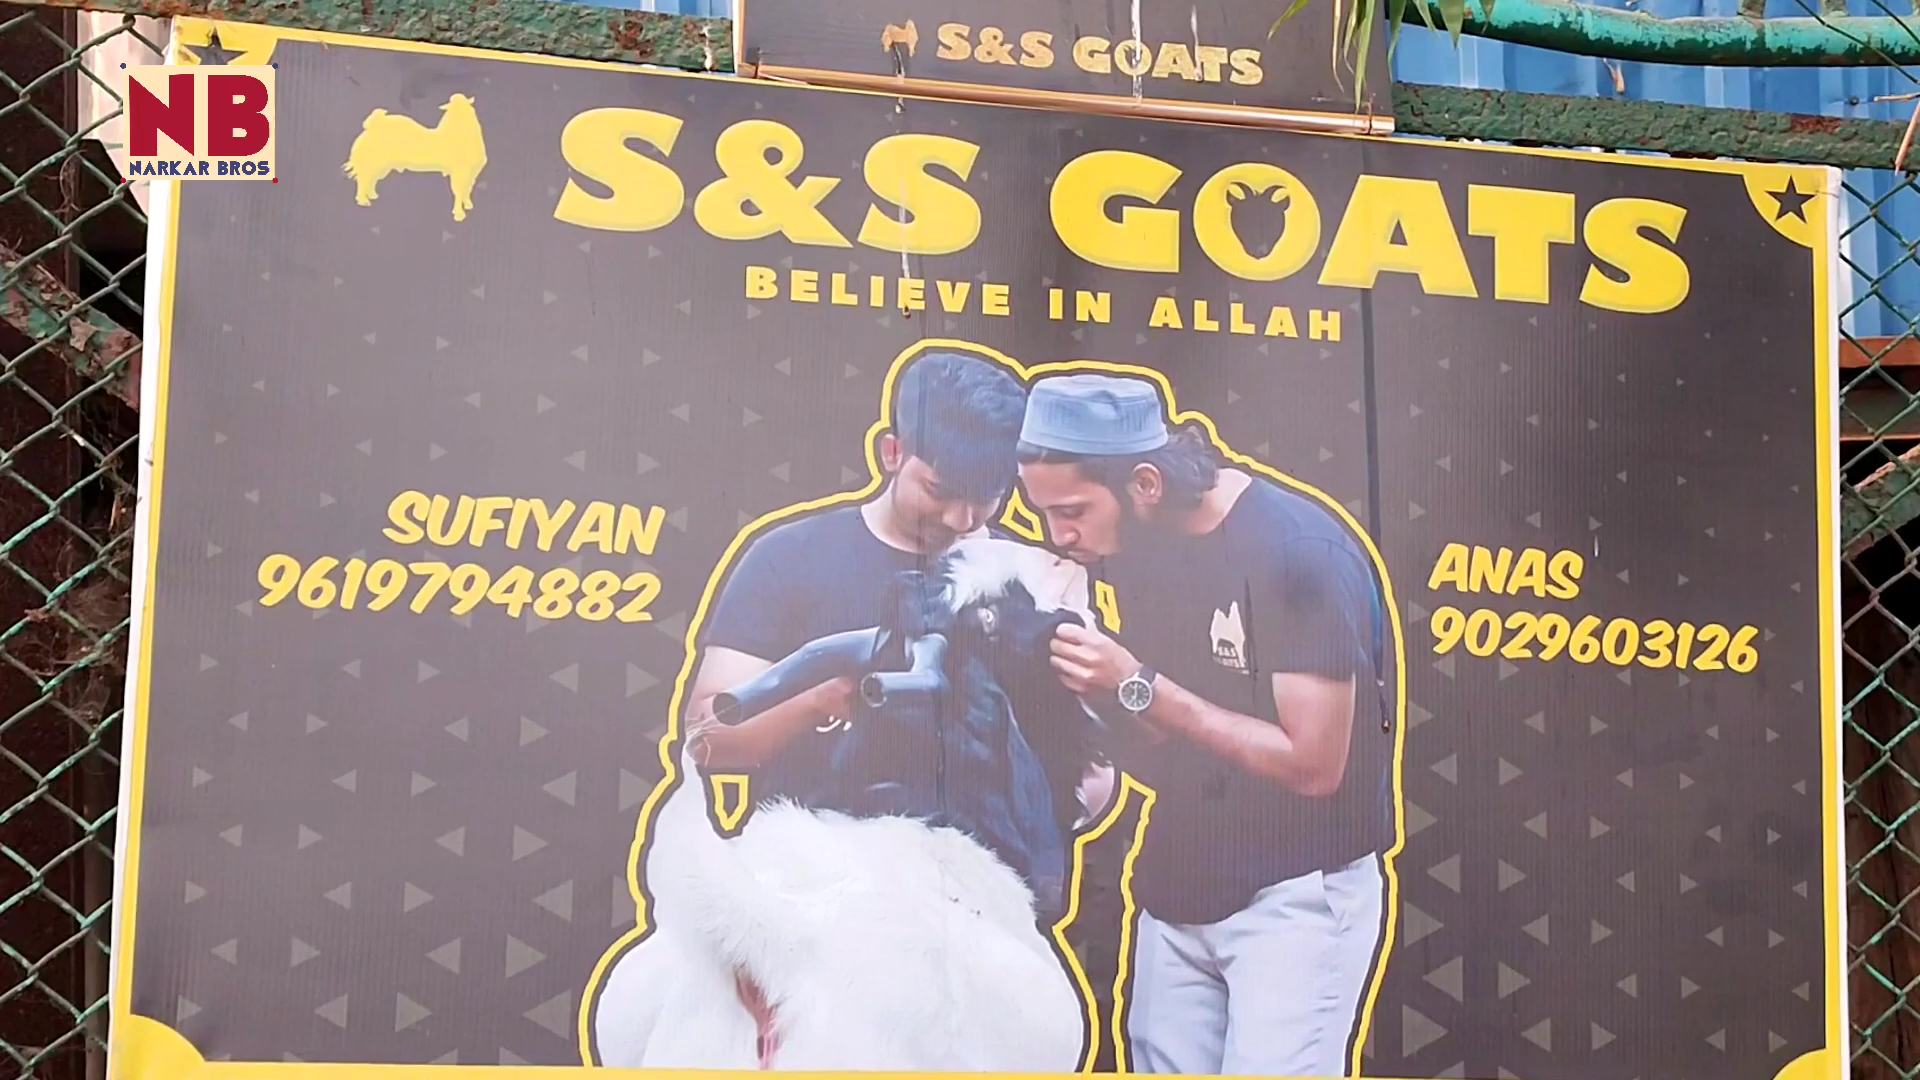 S&S GOATS
NB
NARKAR BROS
S&S GOATS
BELIEVE IN ALLAH
SUFIYAN
9619794882
ANAS
9029603126
S&S